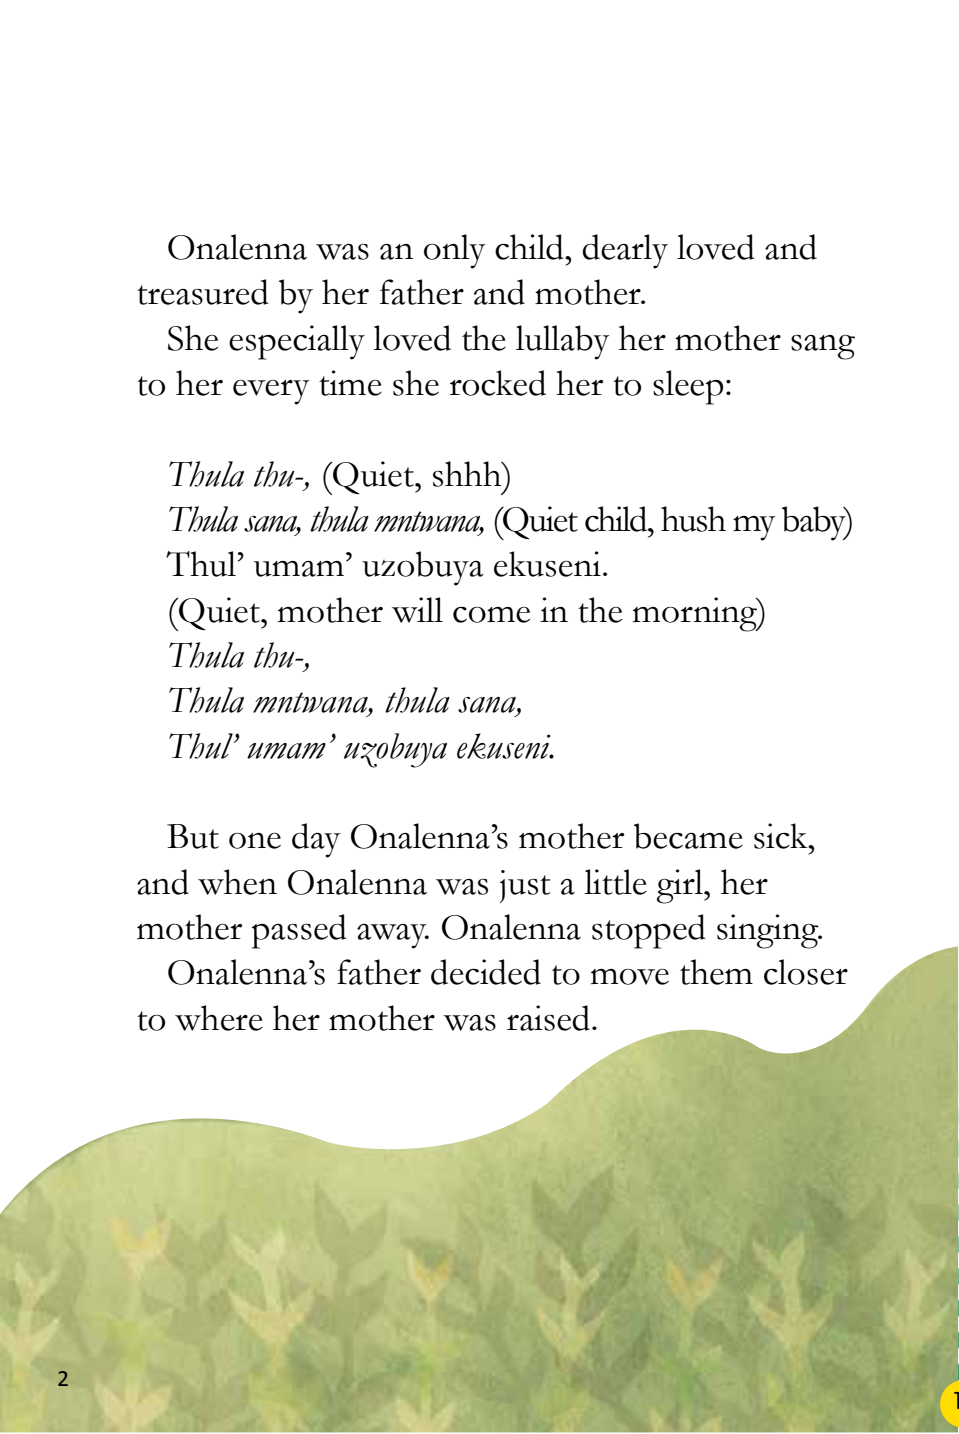 Onalenna was an only child, dearly loved and
treasured by her father and mother.
She especially loved the lullaby her mother sang
to her every time she rocked her to sleep:
Thula thu-, (Quiet, shhh)
Thula sana, thula mntwana, (Quiet child, hush my baby)
Thul’ umam’ uzobuya ekuseni.
(Quiet, mother will come in the morning)
Thula thu-,
Thula mntwana, thula sana,
Thul’ umam’ uzobuya ekuseni.
But one day Onalenna’s mother became sick,
and when Onalenna was just a little girl, her
mother passed away. Onalenna stopped singing.
Onalenna’s father decided to move them closer
to where her mother was raised.
2